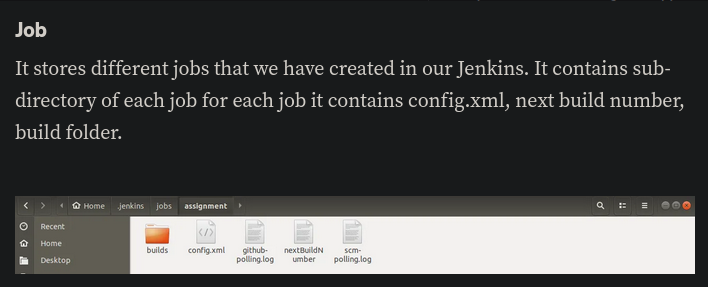 Job
It stores different jobs that we have created in our Jenkins. It contains sub-
directory of each job for each job it contains config.xml, next build number,
build folder.
Home .jenkins jobs assignment
Recent
Home
Desktop
builds config.xml github-polling.log nextBuildNumber scm-polling.log